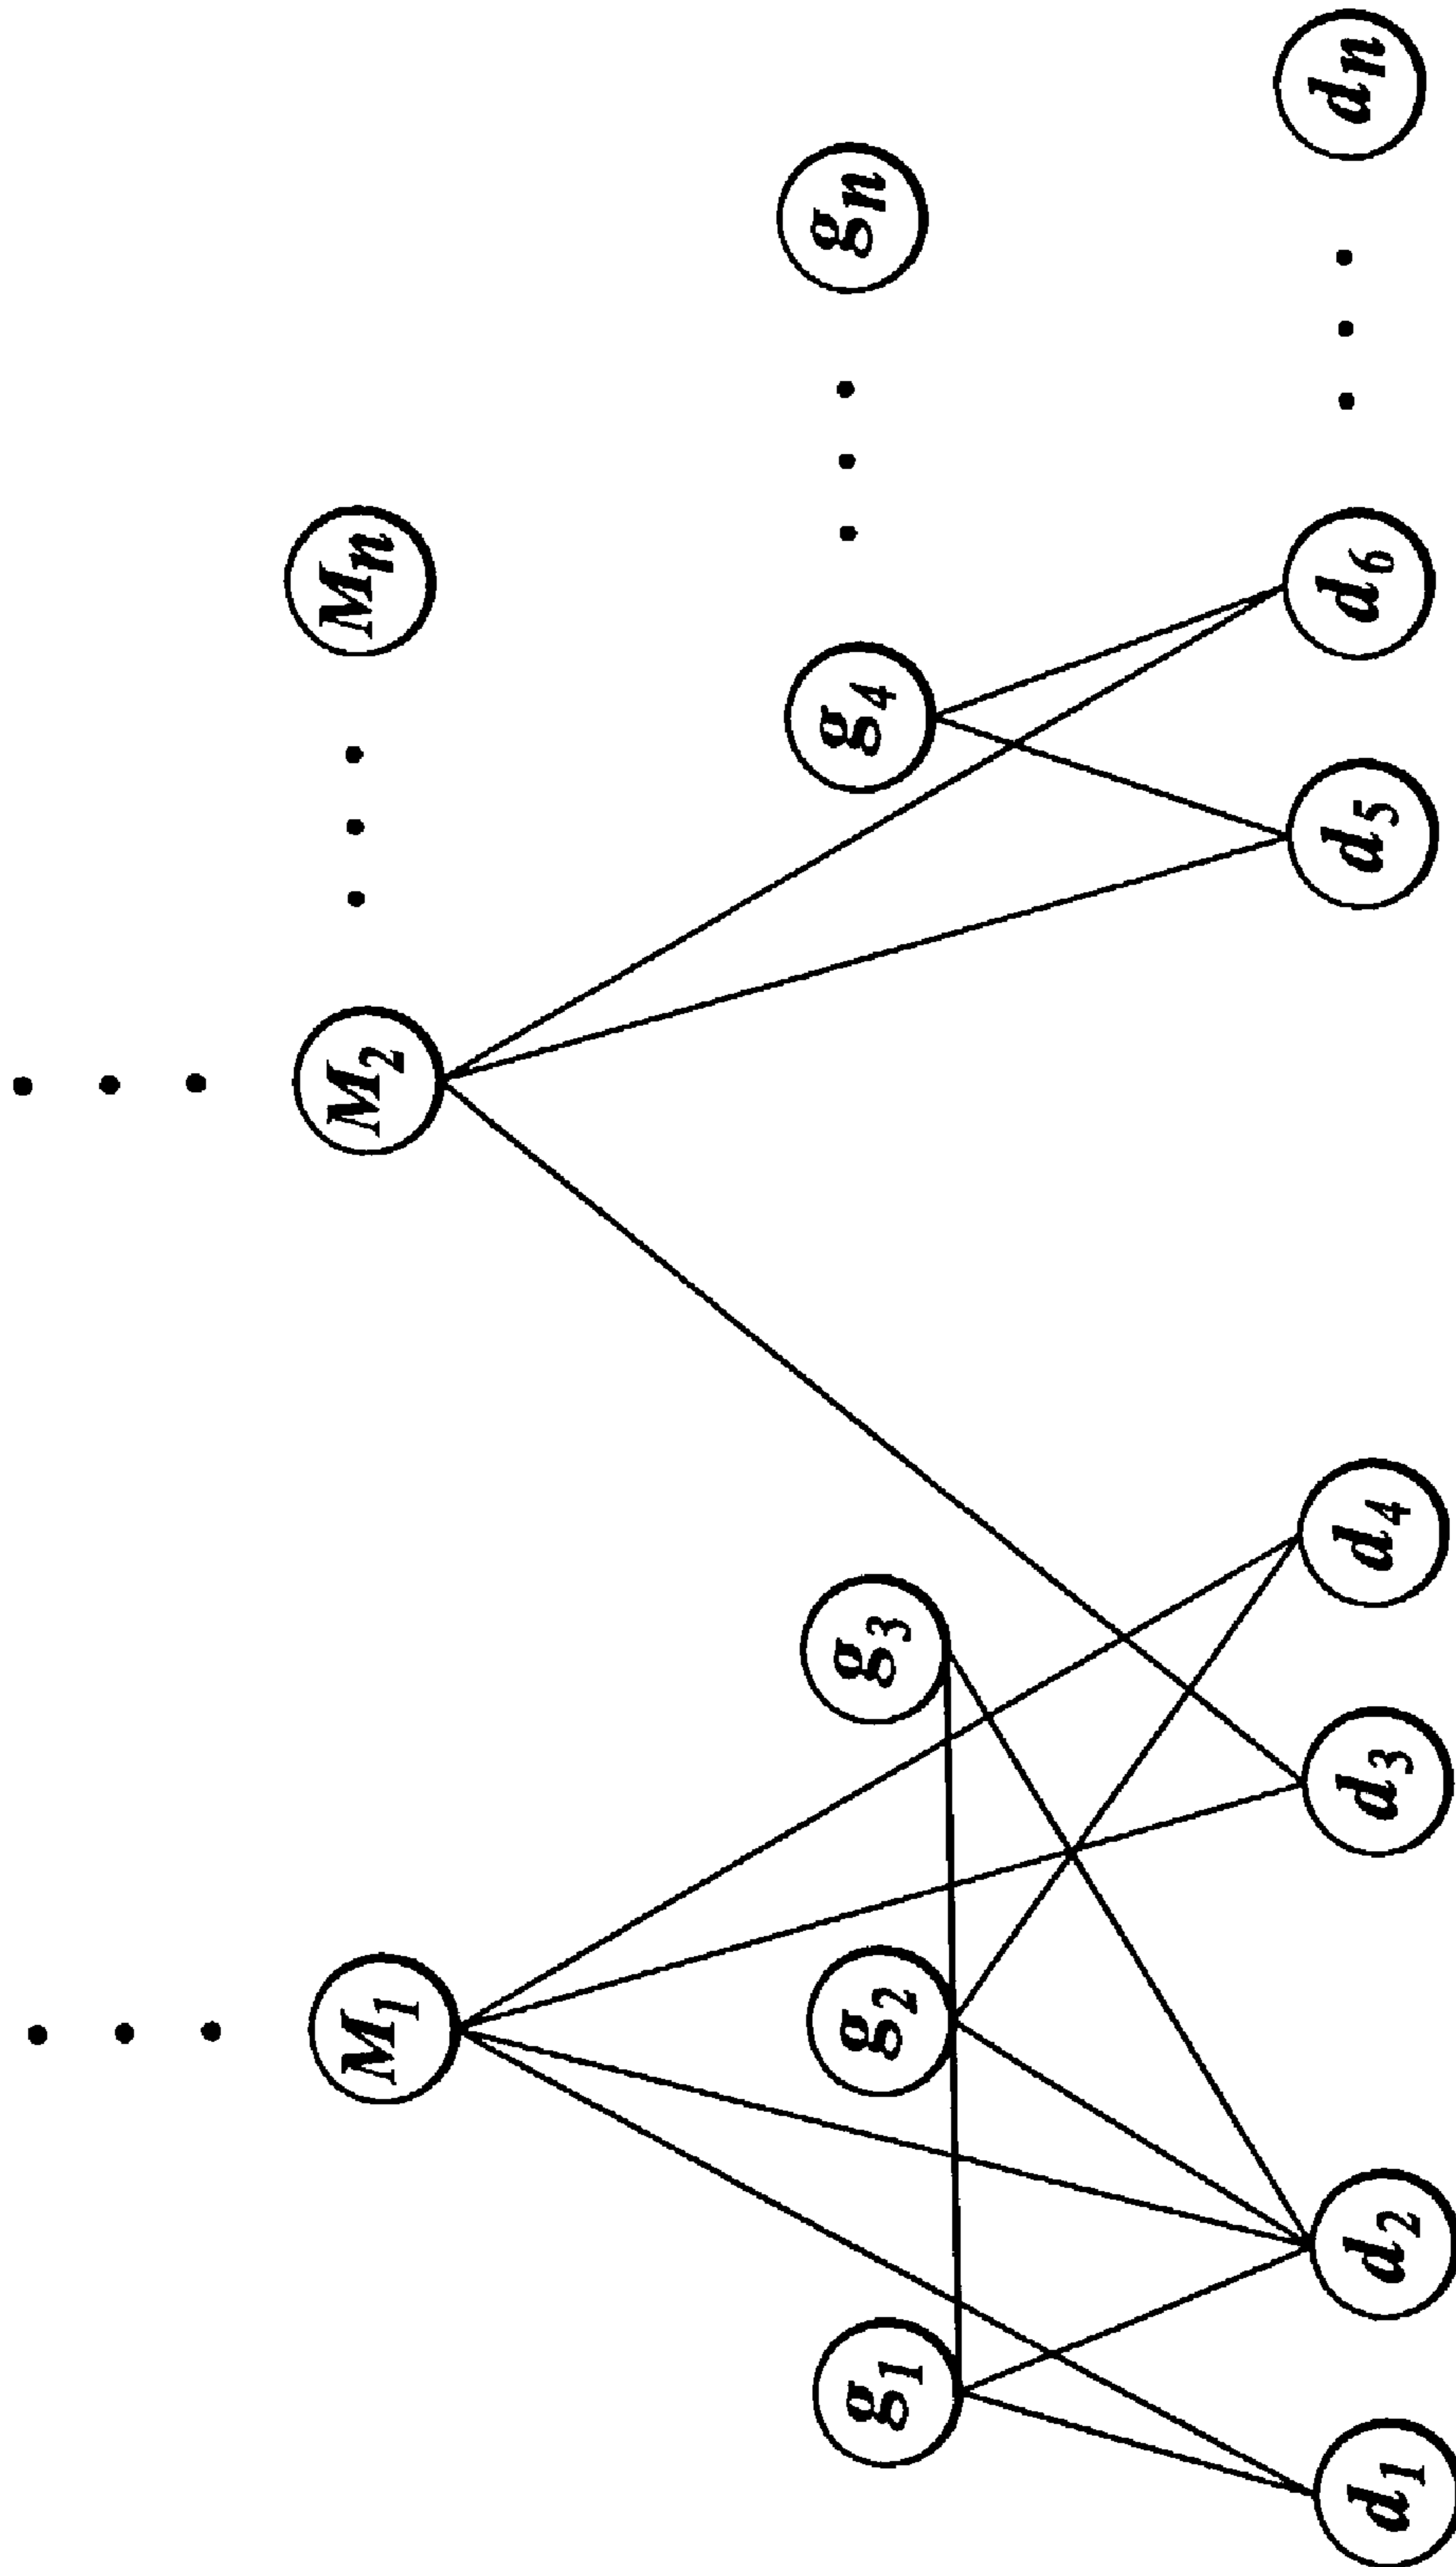 M1 M2 . . . Mn
g1 g2 g3 g4 . . . gn
d1 d2 d3 d4 d5 d6 . . . dn